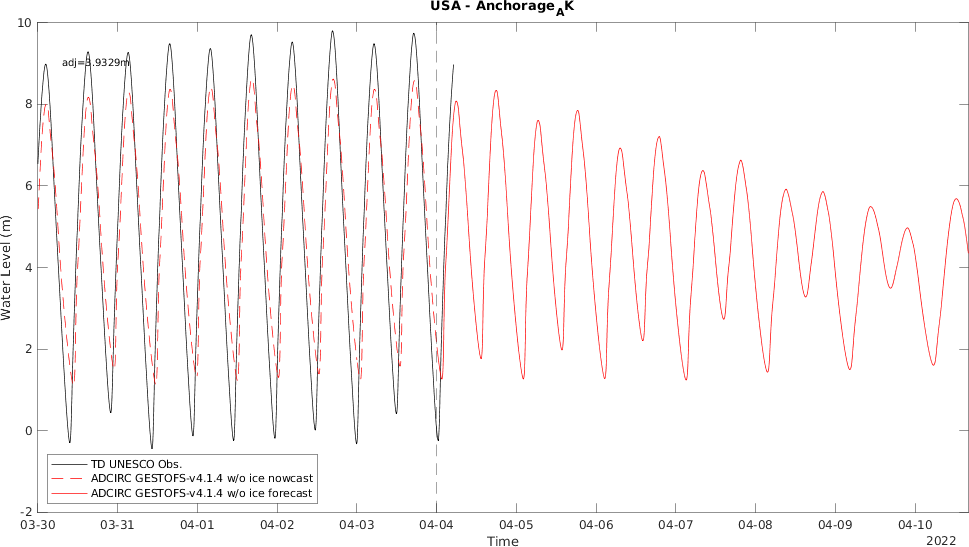 USA - Anchorage_AK
10
adj=3.9329m
8
6
Water Level (m)
4
2
0
TD UNESCO Obs.
ADCIRC GESTOFS-v4.1.4 w/o ice nowcast
ADCIRC GESTOFS-v4.1.4 w/o ice forecast
-2
03-30 03-31 04-01 04-02 04-03 04-04 04-05 04-06 04-07 04-08 04-09 04-10
Time
2022